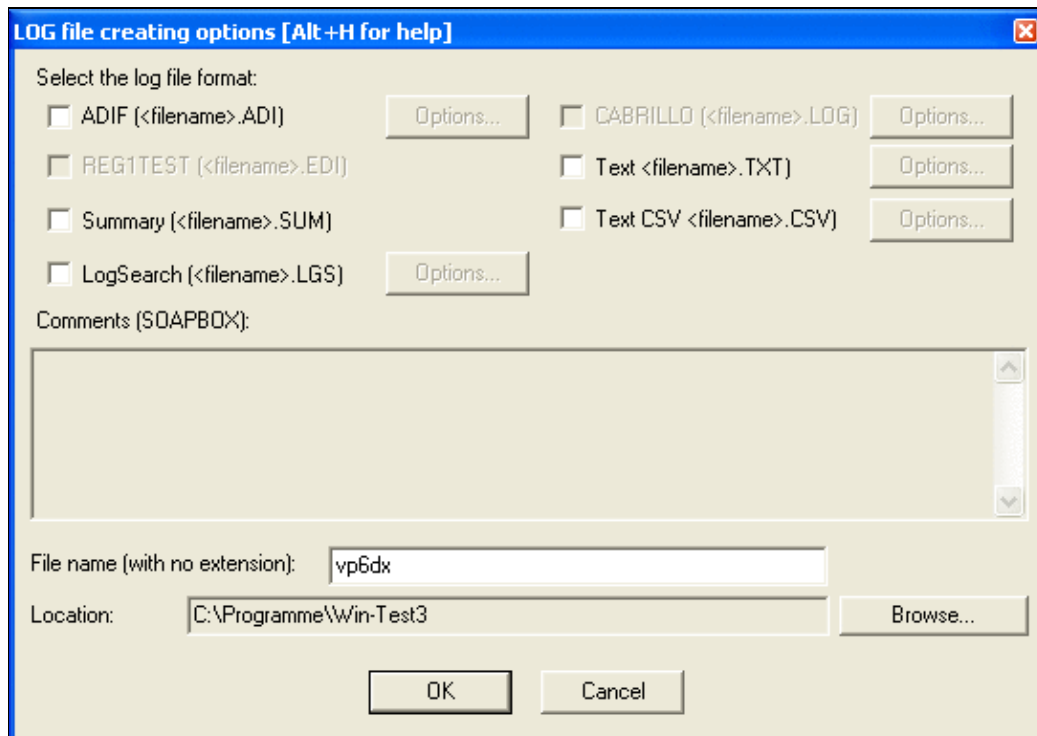 LOG file creating options [Alt+H for help]
Select the log file format:
ADIF (<filename>.ADI) Options... CABRILLO (<filename>.LOG) Options...
REG1TEST (<filename>.EDI) Text <filename>.TXT) Options...
Summary (<filename>.SUM) Text CSV <filename>.CSV) Options...
LogSearch (<filename>.LGS) Options...
Comments (SOAPBOX):
File name (with no extension): vp6dx
Location: C:\Programme\Win-Test3 Browse...
OK Cancel